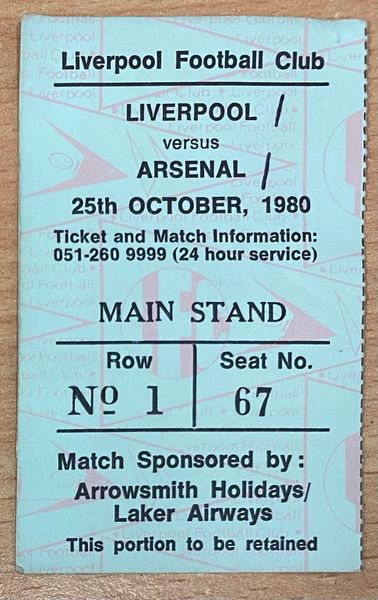 Liverpool Football Club
LIVERPOOL /
versus
ARSENAL /
25th OCTOBER, 1980
Ticket and Match Information:
051-260 9999 (24 hour service)
MAIN STAND
Row Seat No.
Nº 1 67
Match Sponsored by :
Arrowsmith Holidays/
Laker Airways
This portion to be retained